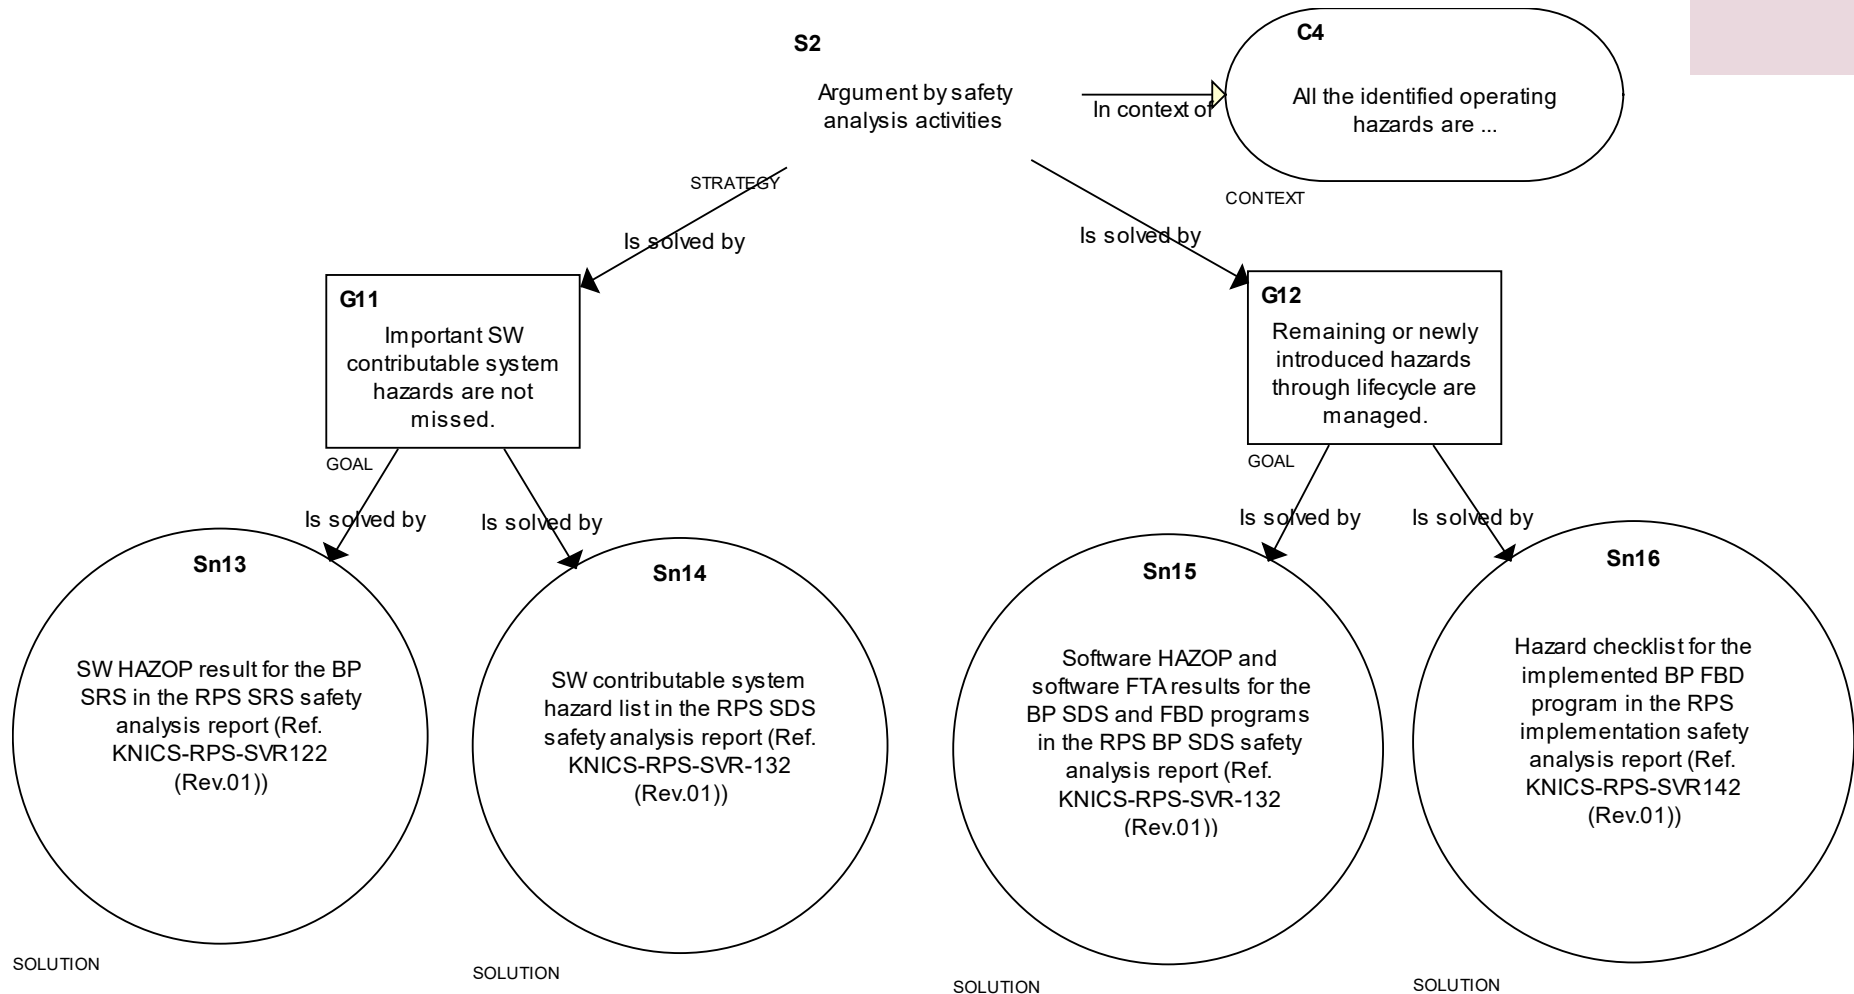 S2
Argument by safety
analysis activities
STRATEGY
In context of
C4
All the identified operating
hazards are ...
CONTEXT
Is solved by
Is solved by
G11
Important SW
contributable system
hazards are not
missed.
GOAL
G12
Remaining or newly
introduced hazards
through lifecycle are
managed.
GOAL
Is solved by
Is solved by
Is solved by
Is solved by
Sn13
SW HAZOP result for the BP
SRS in the RPS SRS safety
analysis report (Ref.
KNICS-RPS-SVR122
(Rev.01))
SOLUTION
Sn14
SW contributable system
hazard list in the RPS SDS
safety analysis report (Ref.
KNICS-RPS-SVR-132
(Rev.01))
SOLUTION
Sn15
Software HAZOP and
software FTA results for the
BP SDS and FBD programs
in the RPS BP SDS safety
analysis report (Ref.
KNICS-RPS-SVR-132
(Rev.01))
SOLUTION
Sn16
Hazard checklist for the
implemented BP FBD
program in the RPS
implementation safety
analysis report (Ref.
KNICS-RPS-SVR142
(Rev.01))
SOLUTION